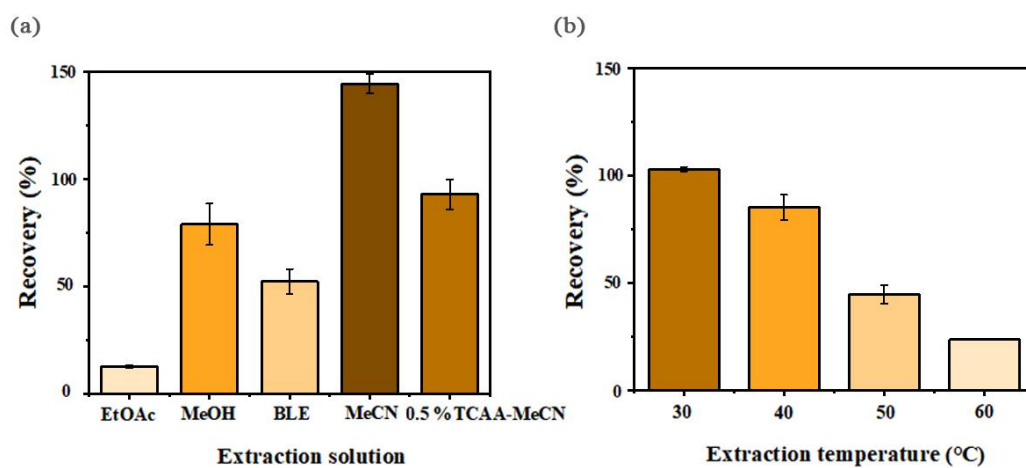 (a)
Recovery (%)
150
100
50
0
EtOAc MeOH BLE MeCN 0.5 %TCAA-MeCN
Extraction solution
(b)
Recovery (%)
150
100
50
0
30 40 50 60
Extraction temperature (°C)